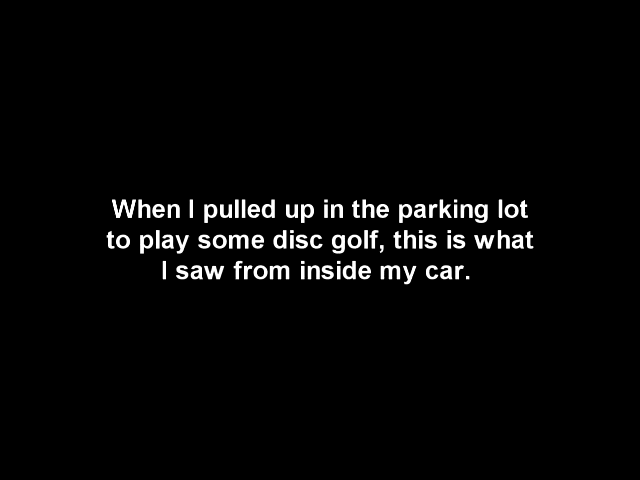 When I pulled up in the parking lot
to play some disc golf, this is what
I saw from inside my car.